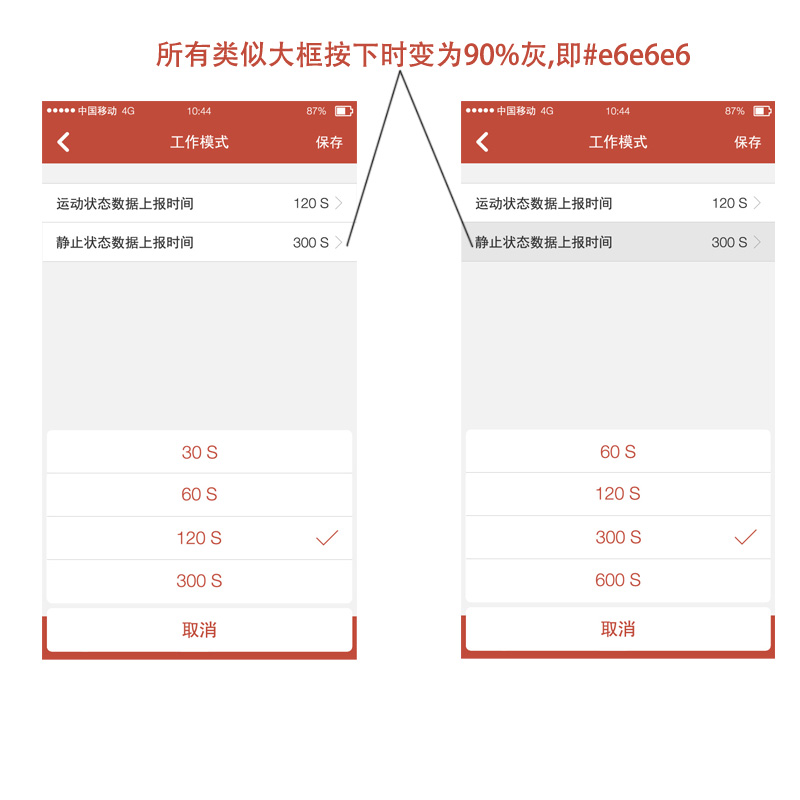 所有类似大框按下时变为90%灰,即#e6e6e6
中国移动 4G 10:44 87%
工作模式 保存
运动状态数据上报时间 120 S
静止状态数据上报时间 300 S
30 S
60 S
120 S
300 S
取消
中国移动 4G 10:44 87%
工作模式 保存
运动状态数据上报时间 120 S
静止状态数据上报时间 300 S
60 S
120 S
300 S
600 S
取消